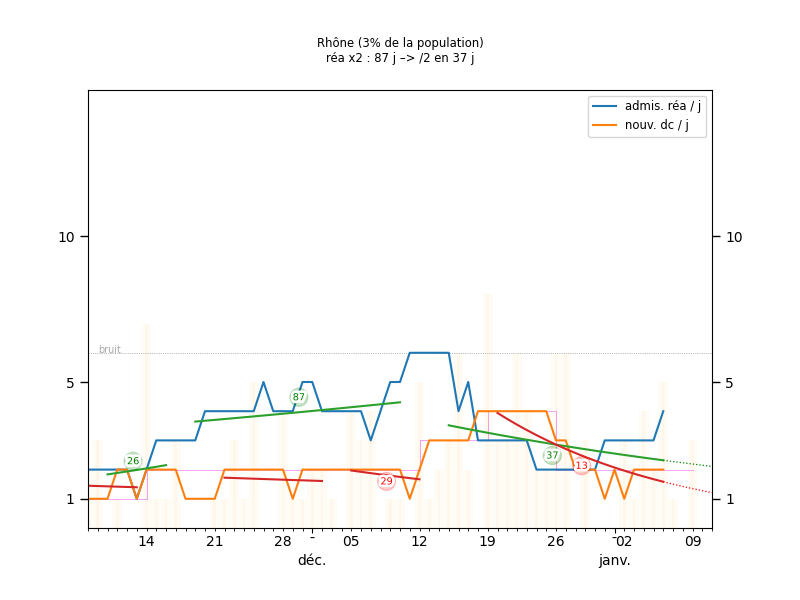 Rhône (3% de la population)
réa x2 : 87 j –> /2 en 37 j
admis. réa / j
nouv. dc / j
10
10
bruit
5
5
87
26
37
13
29
1
1
14
21
28
05
12
19
26
02
09
déc.
janv.